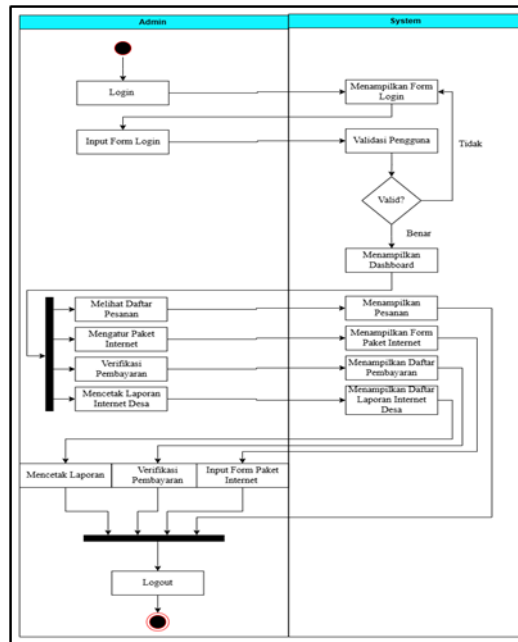 Admin
System
Login
Menampilkan Form
Login
Input Form Login
Validasi Pengguna
Tidak
Valid?
Benar
Menampilkan
Dashboard
Melihat Daftar
Pesanan
Menampilkan
Pesanan
Mengatur Paket
Internet
Menampilkan Form
Paket Internet
Verifikasi
Pembayaran
Menampilkan Daftar
Pembayaran
Mencetak Laporan
Internet Desa
Menampilkan Daftar
Laporan Internet
Desa
Mencetak Laporan
Verifikasi
Pembayaran
Input Form Paket
Internet
Logout